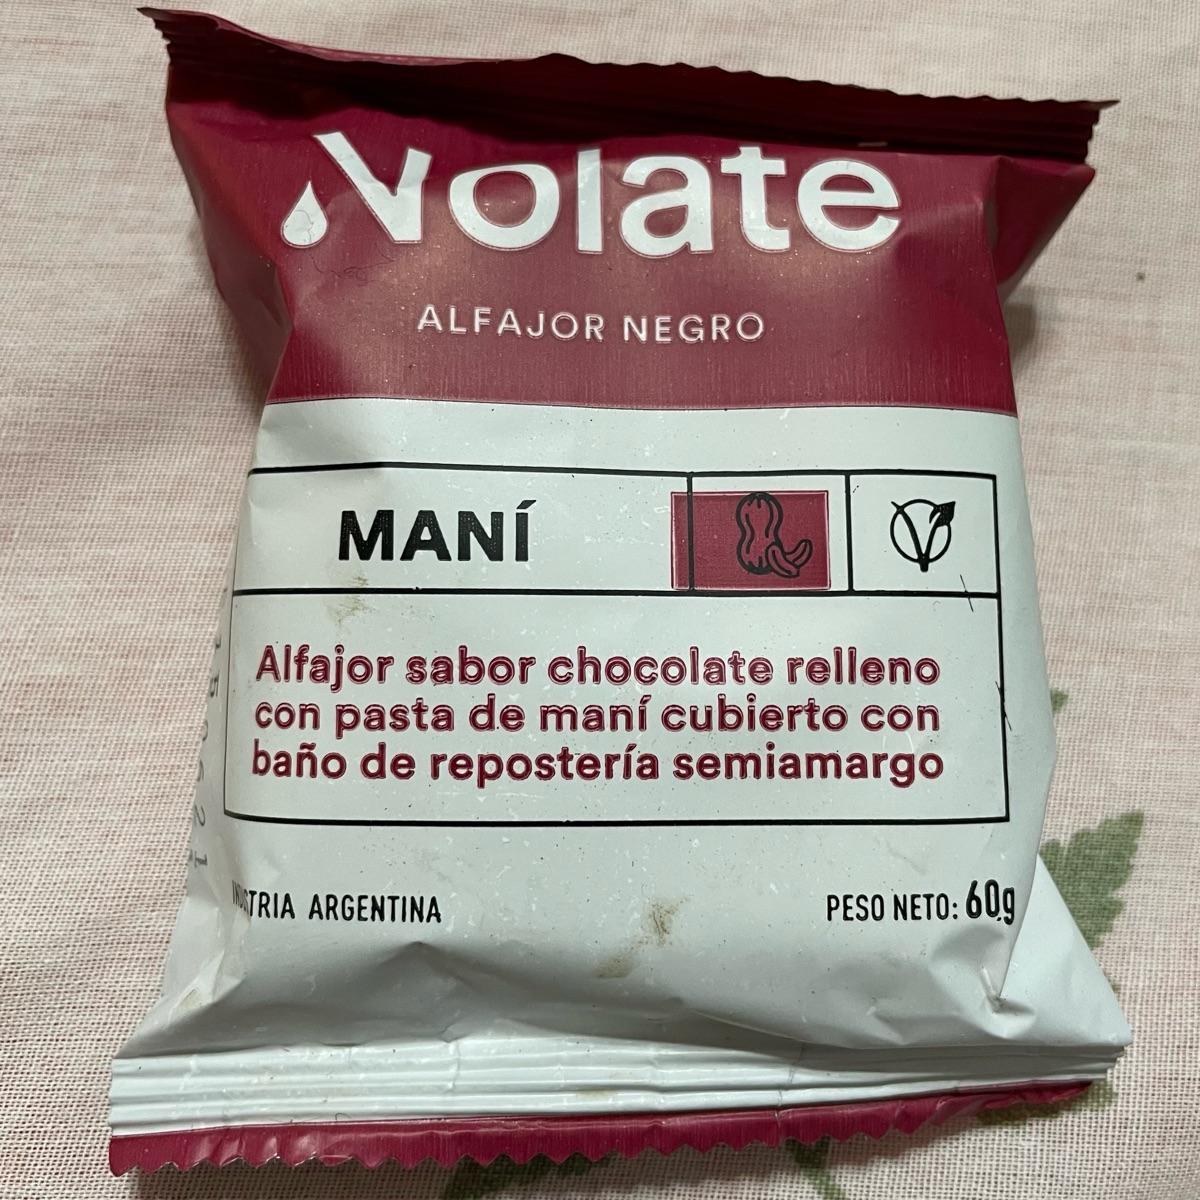 Nolate
ALFAJOR NEGRO
MANÍ
Alfajor sabor chocolate relleno
con pasta de maní cubierto con
baño de repostería semiamargo
INDUSTRIA ARGENTINA
PESO NETO: 60g